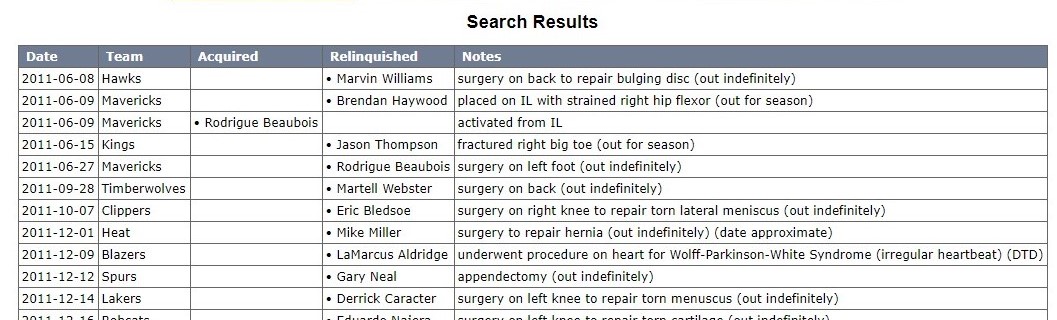 Search Results
Date Team Acquired Relinquished Notes
2011-06-08 Hawks • Marvin Williams surgery on back to repair bulging disc (out indefinitely)
2011-06-09 Mavericks • Brendan Haywood placed on IL with strained right hip flexor (out for season)
2011-06-09 Mavericks • Rodrigue Beaubois activated from IL
2011-06-15 Kings • Jason Thompson fractured right big toe (out for season)
2011-06-27 Mavericks • Rodrigue Beaubois surgery on left foot (out indefinitely)
2011-09-28 Timberwolves • Martell Webster surgery on back (out indefinitely)
2011-10-07 Clippers • Eric Bledsoe surgery on right knee to repair torn lateral meniscus (out indefinitely)
2011-12-01 Heat • Mike Miller surgery to repair hernia (out indefinitely) (date approximate)
2011-12-09 Blazers • LaMarcus Aldridge underwent procedure on heart for Wolff-Parkinson-White Syndrome (irregular heartbeat) (DTD)
2011-12-12 Spurs • Gary Neal appendectomy (out indefinitely)
2011-12-14 Lakers • Derrick Caracter surgery on left knee to repair torn menuscus (out indefinitely)
2011-12-16 Bobcats • Eduardo Najera surgery on left knee to repair torn cartilage (out indefinitely)